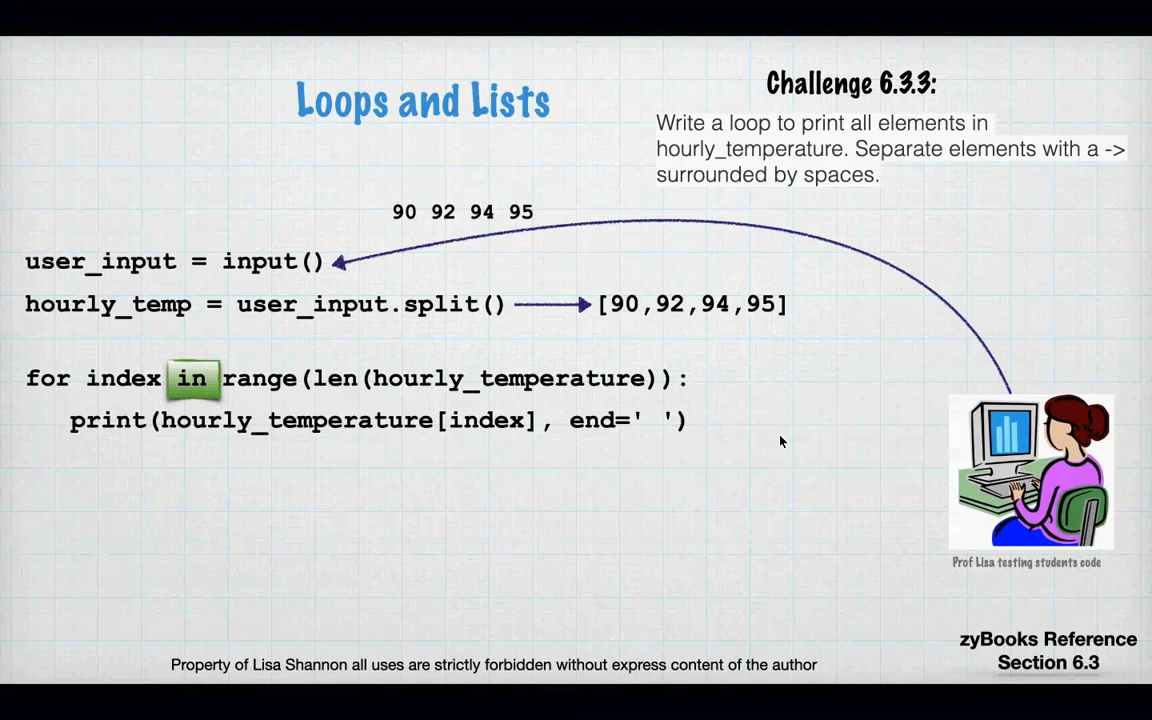 Loops and Lists
Challenge 6.3.3:
Write a loop to print all elements in
hourly_temperature. Separate elements with a ->
surrounded by spaces.
90 92 94 95
user_input = input()
hourly_temp = user_input.split()
[90,92,94,95]
for index in range(len(hourly_temperature)):
print(hourly_temperature[index], end=' ')
Prof Lisa testing students code
zyBooks Reference
Section 6.3
Property of Lisa Shannon all uses are strictly forbidden without express content of the author